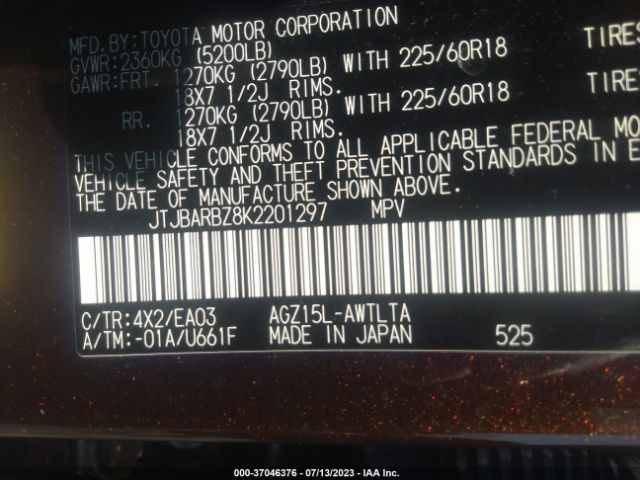 MFD.BY:TOYOTA MOTOR CORPORATION
GVWR:2360KG (5200LB)
GAWR:FRT. 1270KG (2790LB) WITH 225/60R18 TIRES
18X7 1/2J RIMS.
RR. 1270KG (2790LB) WITH 225/60R18 TIRE
18X7 1/2J RIMS.
THIS VEHICLE CONFORMS TO ALL APPLICABLE FEDERAL MO
VEHICLE SAFETY AND THEFT PREVENTION STANDARDS IN E
THE DATE OF MANUFACTURE SHOWN ABOVE.
JTJBARBZ8K2201297 MPV
C/TR:4X2/EA03 AGZ15L-AWTLTA
A/TM:-01A/U661F MADE IN JAPAN 525
000-37046376 - 07/13/2023 - IAA Inc.